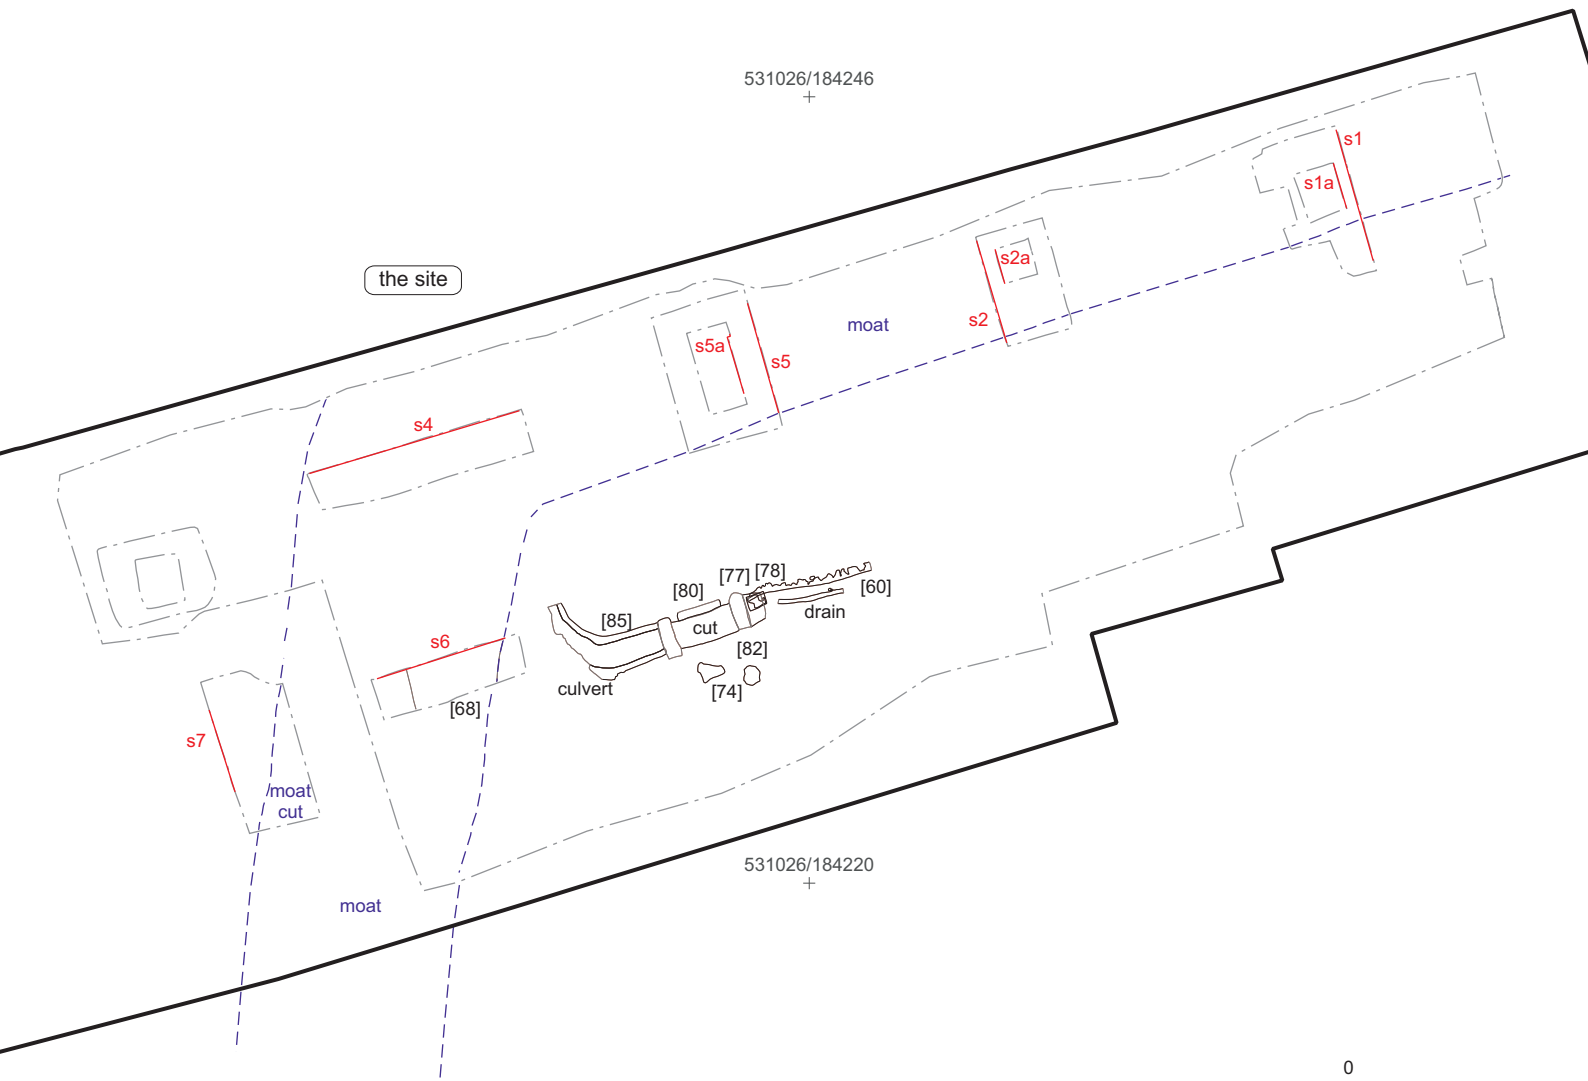 531026/184246
s1
s1a
the site
s2a
s2
moat
s5a
s5
s4
[77] [78]
[80]
[60]
drain
[85]
cut
s6
[82]
culvert
[74]
[68]
s7
moat
cut
531026/184220
moat
0